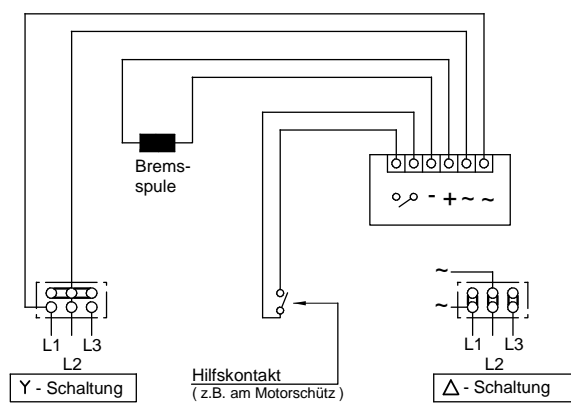 Brems-
spule
- + ~ ~
~
~
L1 L3
L2
L1 L3
L2
Y - Schaltung
Hilfskontakt
( z.B. am Motorschütz )
△ - Schaltung